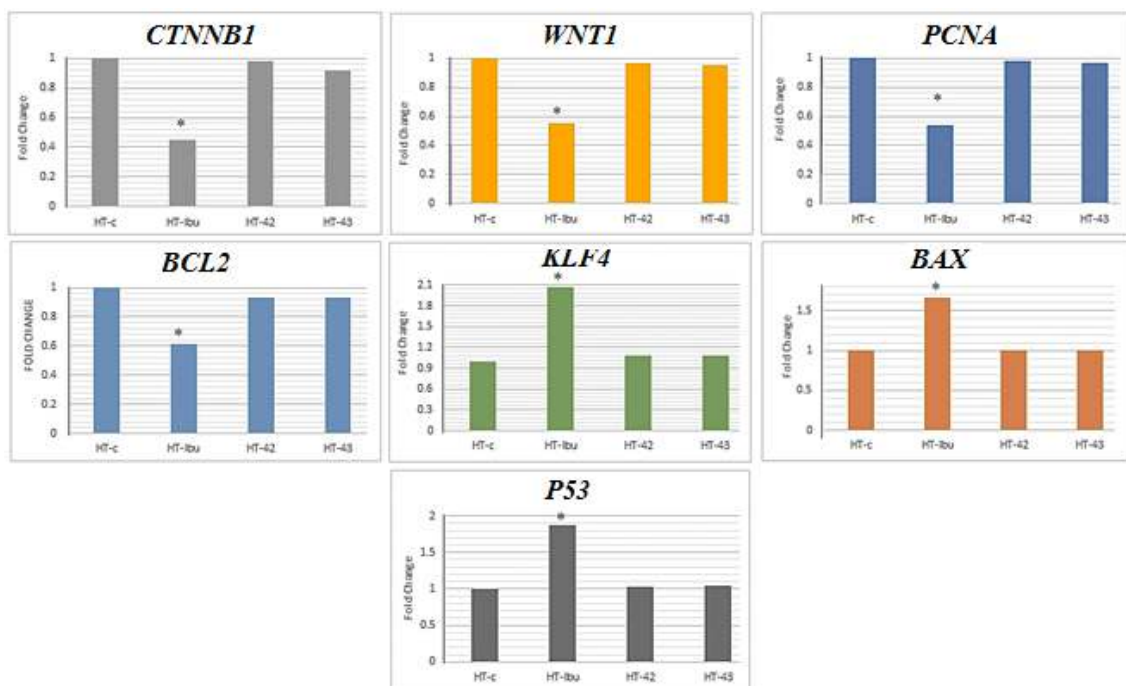 CTNNB1
Fold Change
1
0.8
0.6
0.4
0.2
0
*
HT-c HT-Ibu HT-42 HT-43
WNT1
Fold Change
1
0.8
0.6
0.4
0.2
0
*
HT-c HT-Ibu HT-42 HT-43
PCNA
Fold Change
1
0.8
0.6
0.4
0.2
0
*
HT-c HT-Ibu HT-42 HT-43
BCL2
FOLD CHANGE
1
0.8
0.6
0.4
0.2
0
*
HT-c HT-Ibu HT-42 HT-43
KLF4
Fold Change
*
2.1
1.8
1.5
1.2
0.9
0.6
0.3
0
HT-c HT-Ibu HT-42 HT-43
BAX
Fold Change
*
1.5
1
0.5
0
HT-c HT-Ibu HT-42 HT-43
P53
Fold Change
*
2
1.5
1
0.5
0
HT-c HT-Ibu HT-42 HT-43